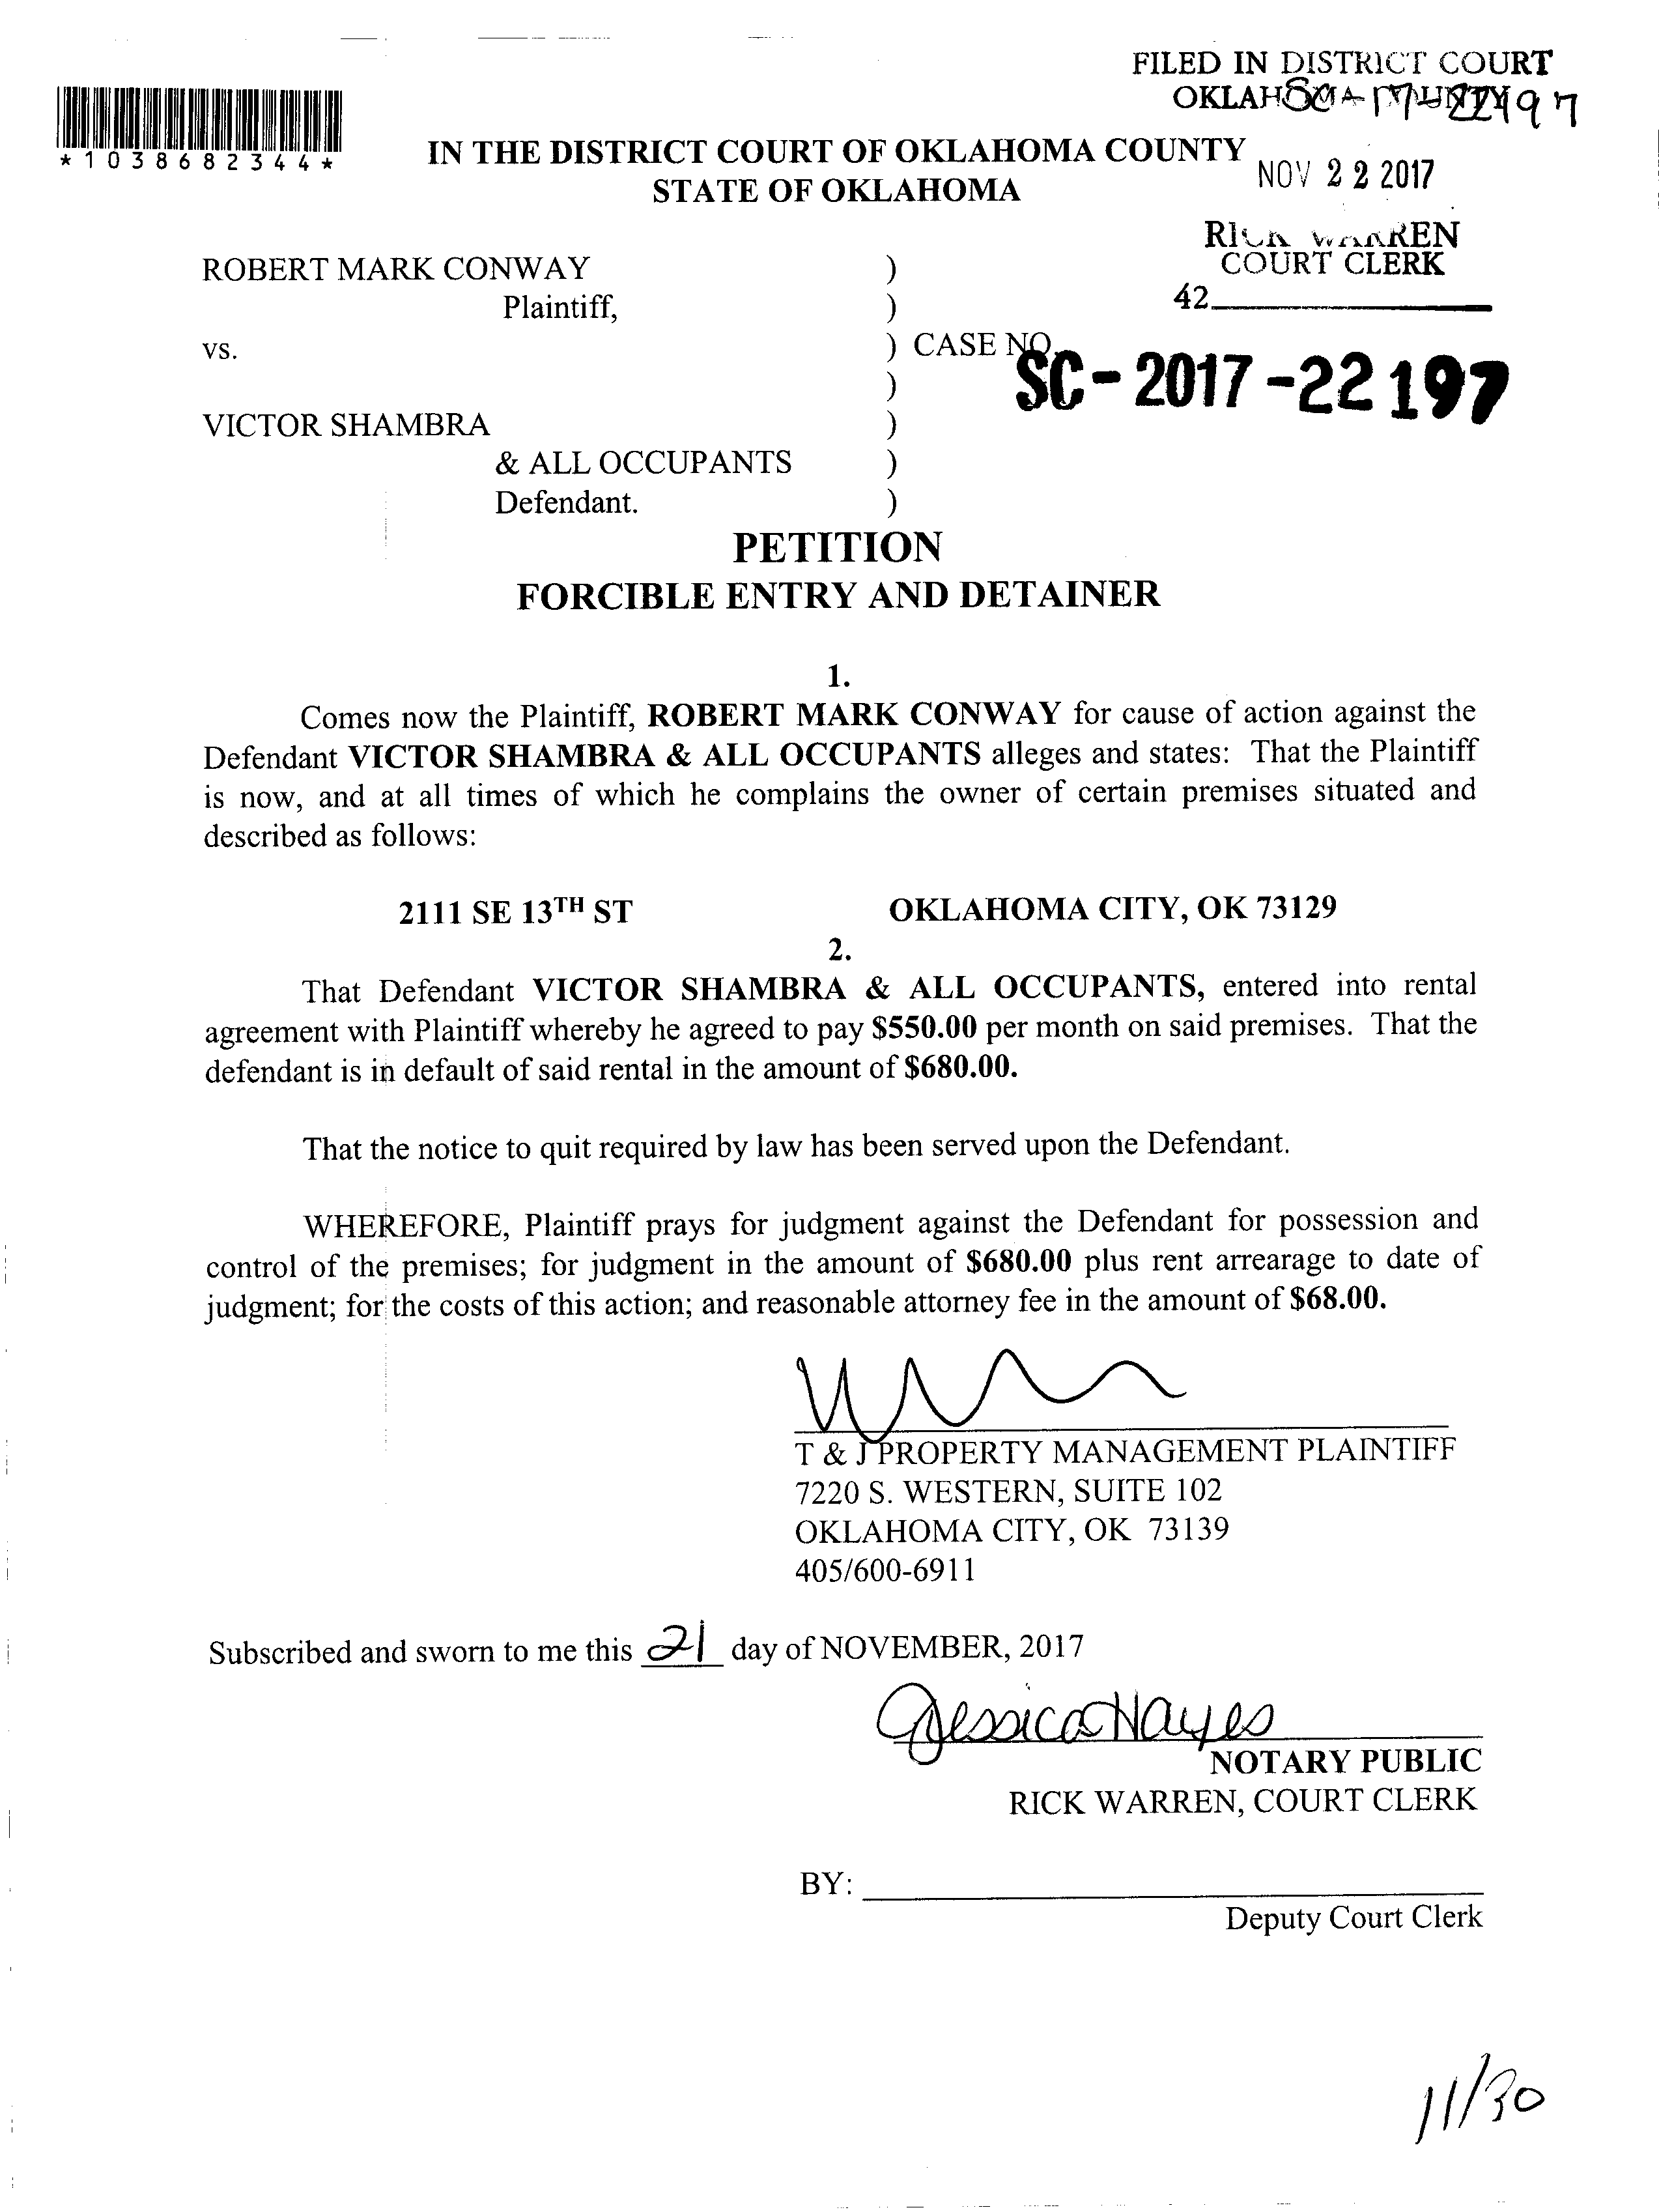 FILED IN DISTRICT COURT
OKLAHOMA COUNTY
SC-17-22197
*1038682344*
IN THE DISTRICT COURT OF OKLAHOMA COUNTY
STATE OF OKLAHOMA
NOV 22 2017
RICK WARREN
COURT CLERK
42
ROBERT MARK CONWAY )
Plaintiff, )
vs. ) CASE NO.
SC-2017-22197
)
VICTOR SHAMBRA )
& ALL OCCUPANTS )
Defendant. )
PETITION
FORCIBLE ENTRY AND DETAINER
1.
Comes now the Plaintiff, ROBERT MARK CONWAY for cause of action against the
Defendant VICTOR SHAMBRA & ALL OCCUPANTS alleges and states: That the Plaintiff
is now, and at all times of which he complains the owner of certain premises situated and
described as follows:
2111 SE 13TH ST OKLAHOMA CITY, OK 73129
2.
That Defendant VICTOR SHAMBRA & ALL OCCUPANTS, entered into rental
agreement with Plaintiff whereby he agreed to pay $550.00 per month on said premises. That the
defendant is in default of said rental in the amount of $680.00.
That the notice to quit required by law has been served upon the Defendant.
WHEREFORE, Plaintiff prays for judgment against the Defendant for possession and
control of the premises; for judgment in the amount of $680.00 plus rent arrearage to date of
judgment; for the costs of this action; and reasonable attorney fee in the amount of $68.00.
T & J PROPERTY MANAGEMENT PLAINTIFF
7220 S. WESTERN, SUITE 102
OKLAHOMA CITY, OK 73139
405/600-6911
Subscribed and sworn to me this 21 day of NOVEMBER, 2017
Jessica Hayes
NOTARY PUBLIC
RICK WARREN, COURT CLERK
BY:
Deputy Court Clerk
11/30